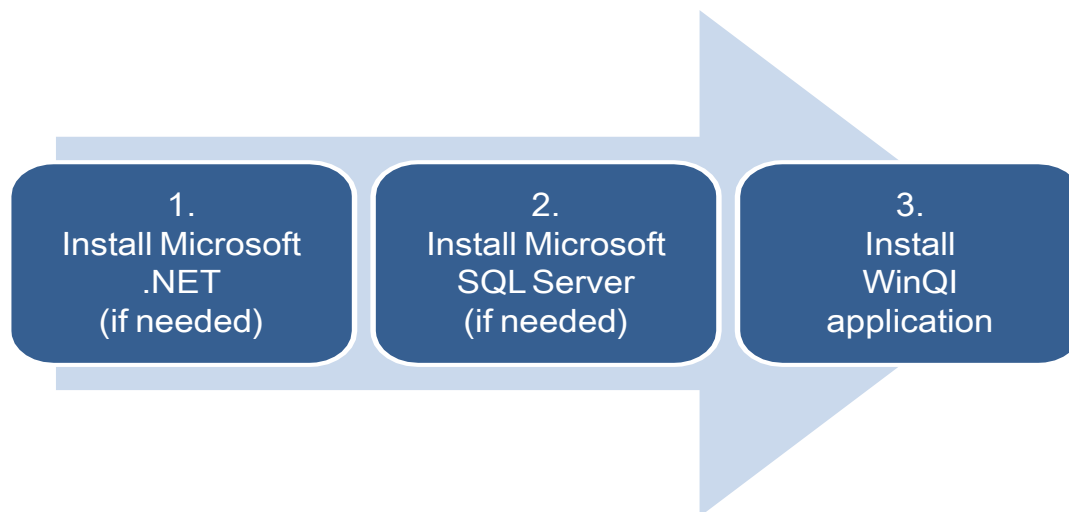 1.
Install Microsoft
.NET
(if needed)
2.
Install Microsoft
SQL Server
(if needed)
3.
Install
WinQI
application